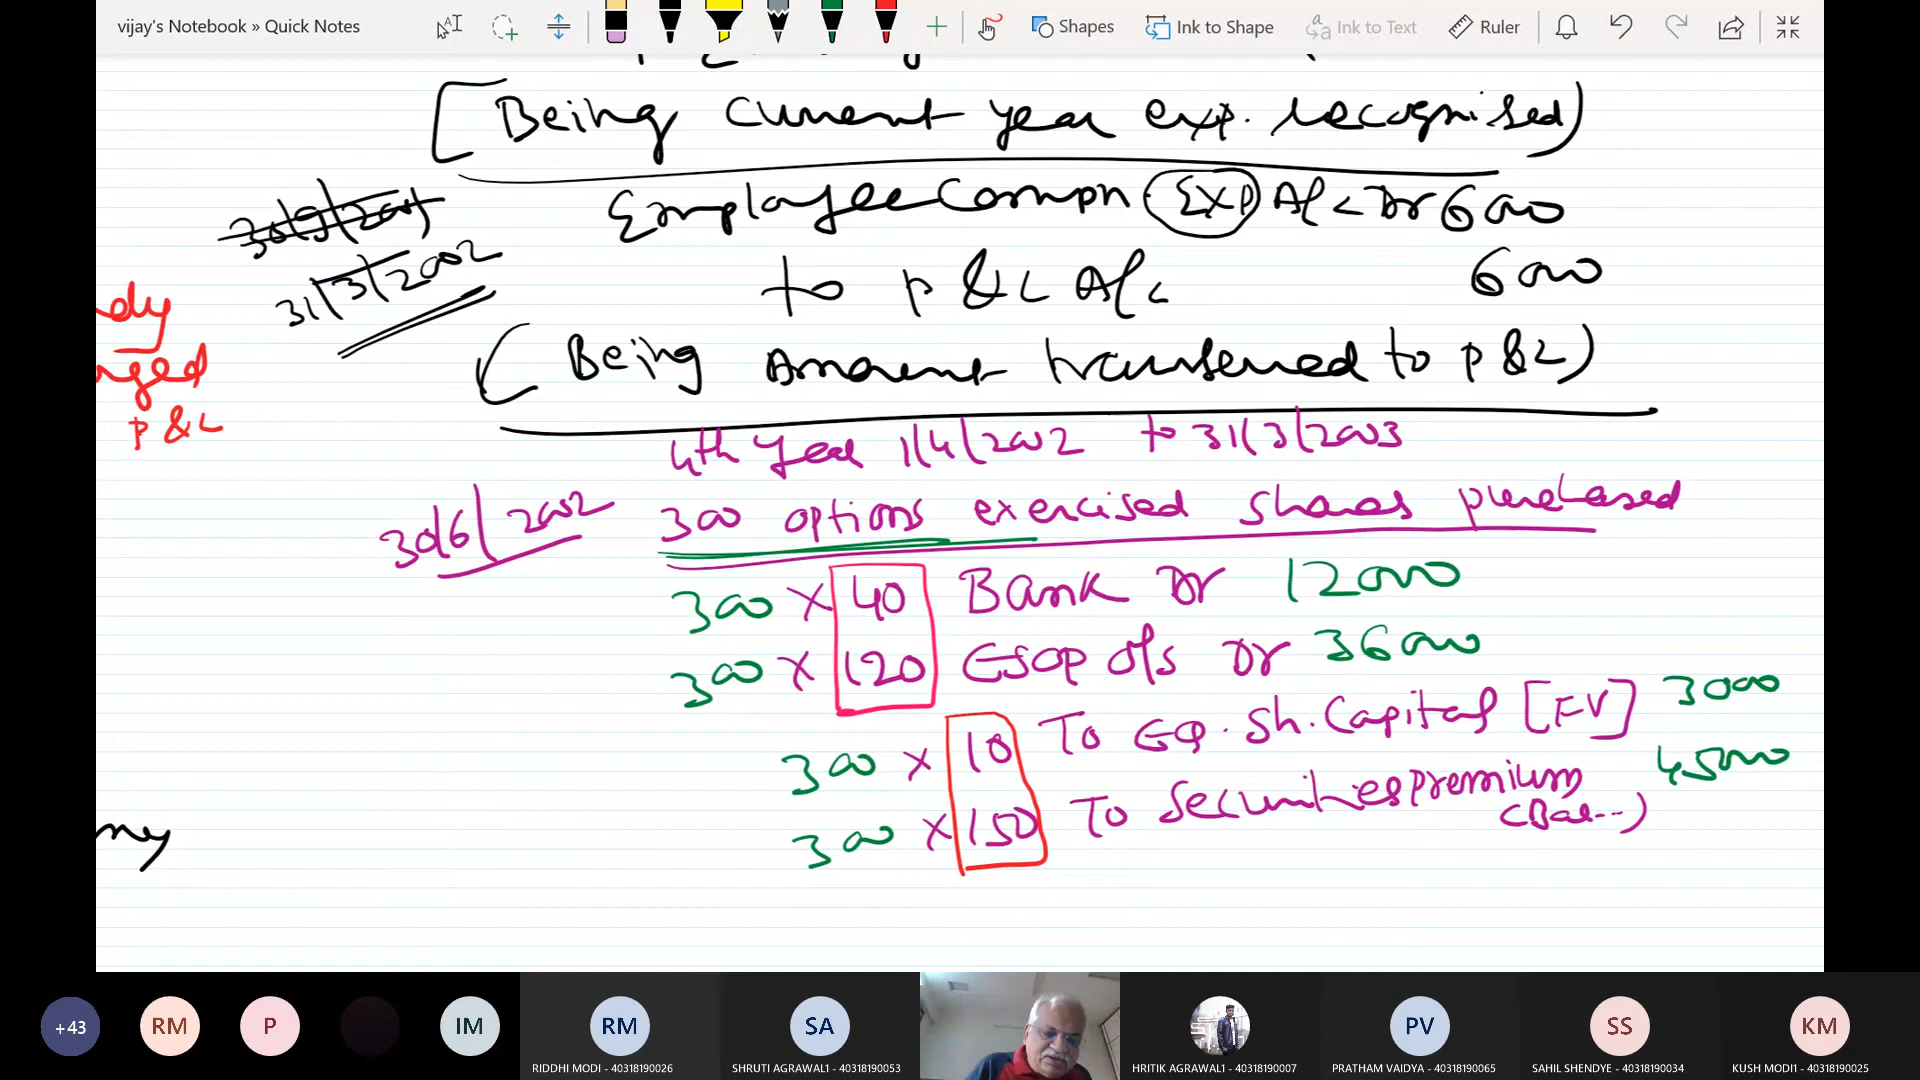 vijay's Notebook » Quick Notes
Shapes Ink to Shape Ink to Text Ruler
[Being current year exp. recognised)
30/9/2001 Employee Compn EXP A/c Dr 6000
31/3/2002 to P&L A/c 6000
dy
rged
P&L
(Being Amount transferred to P&L)
4th Year 1/4/2002 to 31/3/2003
30/6/2002 300 options exercised shares purchased
300 × 40 Bank Dr 12000
300 × 120 ESOP o/s Dr 36000
300 × 10 To EQ. Sh. Capital [FV] 3000
300 × 150 To Securities premium 45000
(Bal...)
ny
+43 RM P IM RM SA PV SS KM
RIDDHI MODI - 40318190026 SHRUTI AGRAWAL1 - 40318190053 HRITIK AGRAWAL1 - 40318190007 PRATHAM VAIDYA - 40318190065 SAHIL SHENDYE - 40318190034 KUSH MODI1 - 40318190025